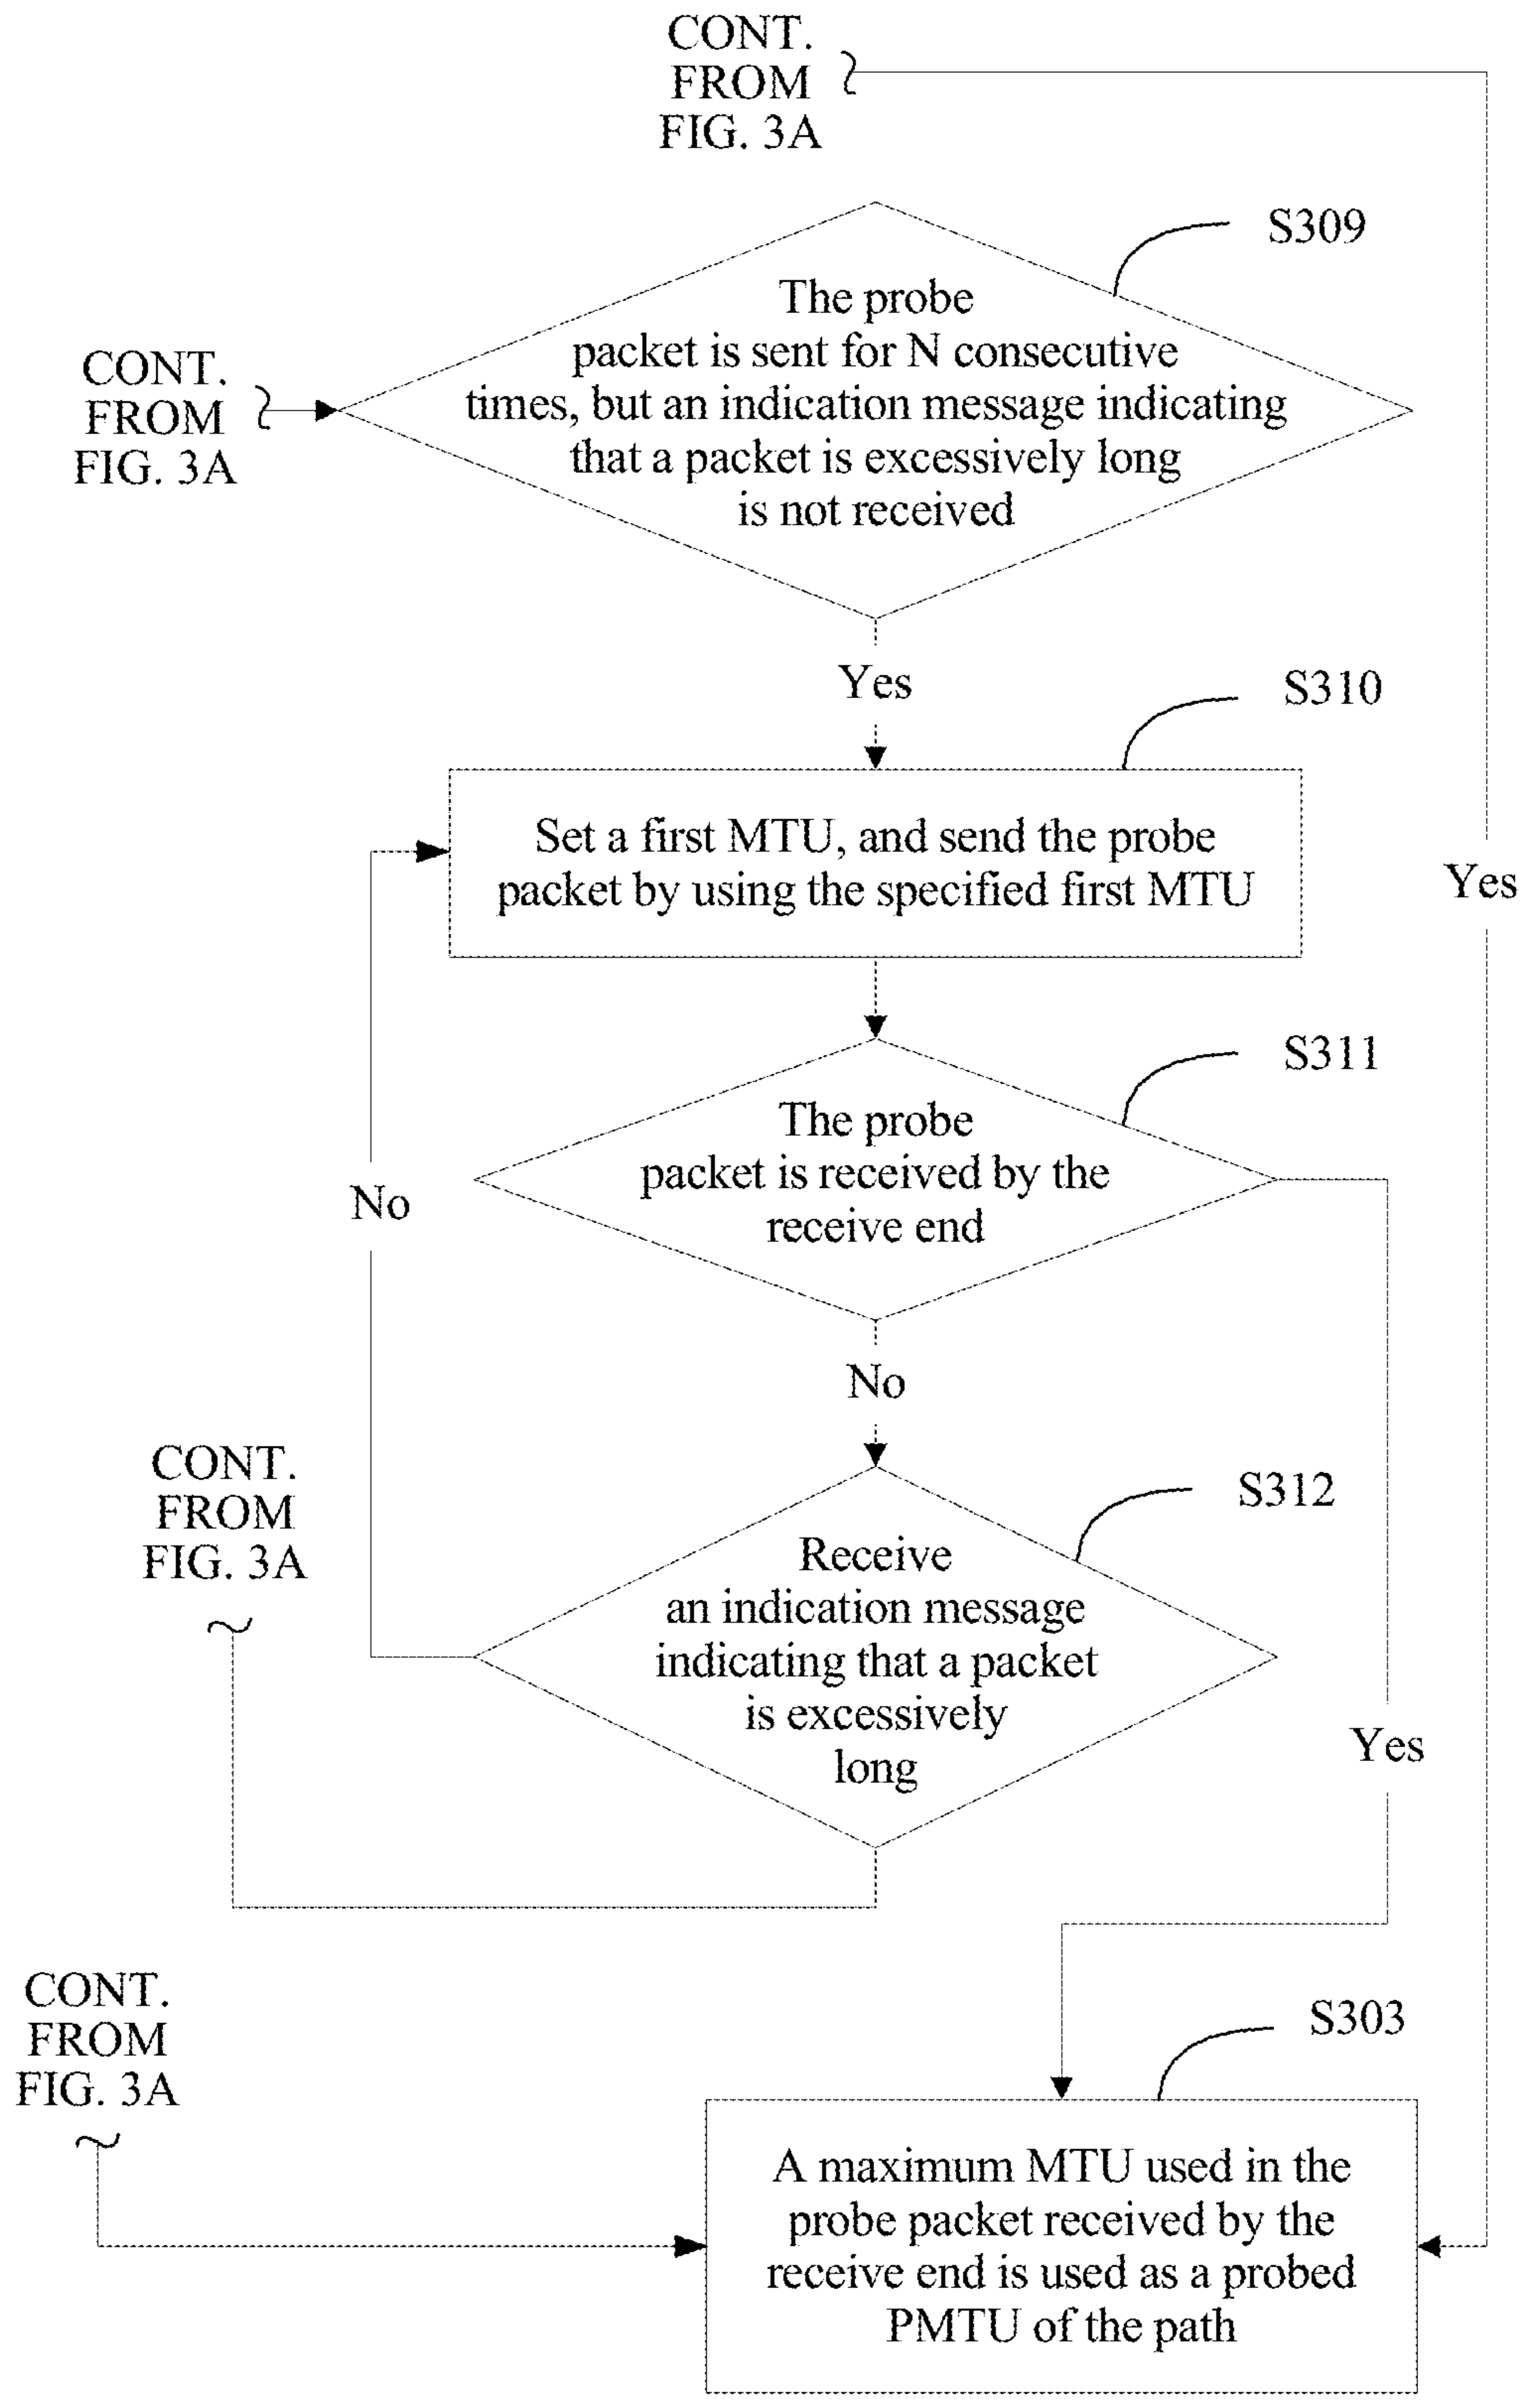 CONT.
FROM
FIG. 3A
S309
The probe
packet is sent for N consecutive
times, but an indication message indicating
that a packet is excessively long
is not received
CONT.
FROM
FIG. 3A
Yes
S310
Set a first MTU, and send the probe
packet by using the specified first MTU
Yes
S311
The probe
packet is received by the
receive end
No
No
CONT.
FROM
FIG. 3A
S312
Receive
an indication message
indicating that a packet
is excessively
long
Yes
CONT.
FROM
FIG. 3A
S303
A maximum MTU used in the
probe packet received by the
receive end is used as a probed
PMTU of the path